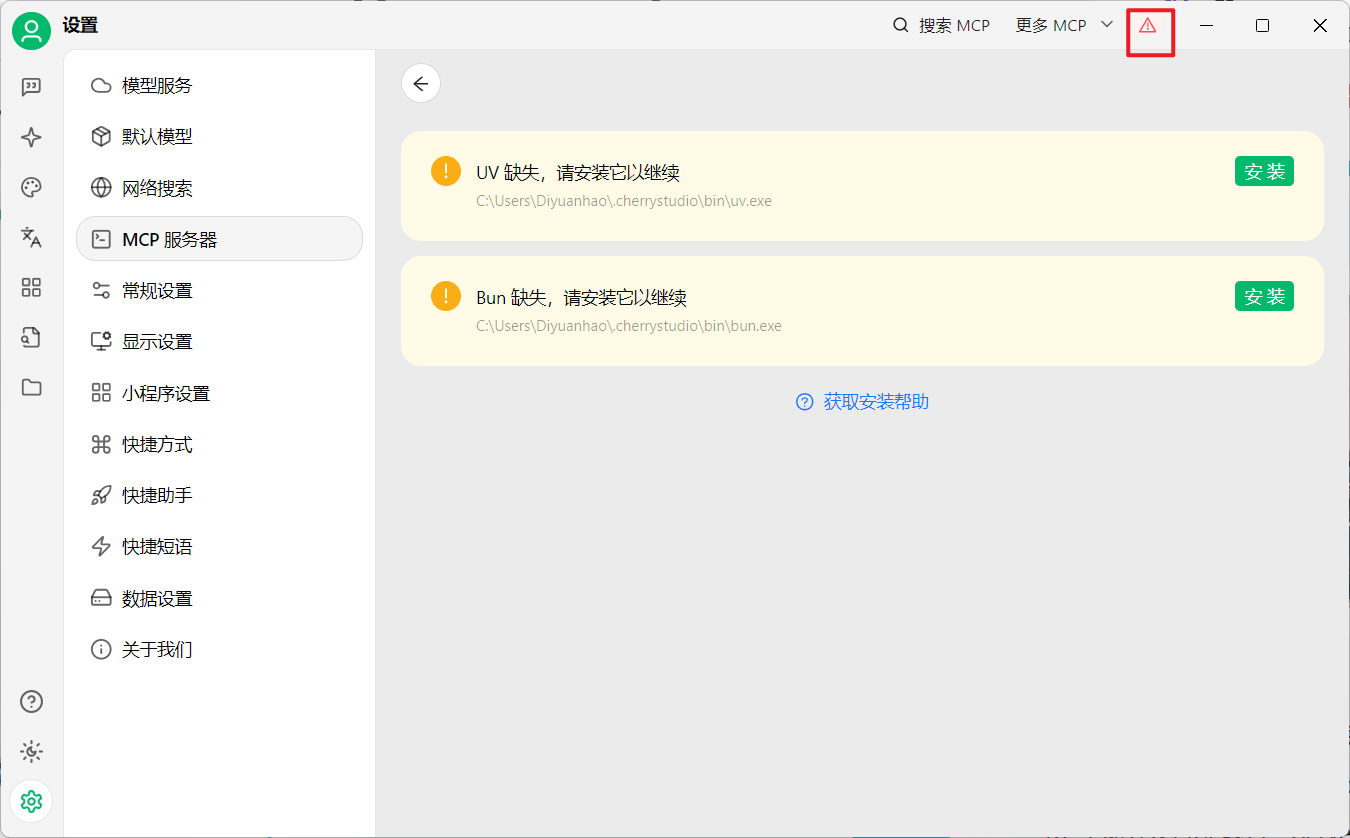 设置
搜索 MCP
更多 MCP
模型服务
默认模型
网络搜索
MCP 服务器
常规设置
显示设置
小程序设置
快捷方式
快捷助手
快捷短语
数据设置
关于我们
UV 缺失，请安装它以继续
安装
C:\Users\Diyuanhao\.cherrystudio\bin\uv.exe
Bun 缺失，请安装它以继续
安装
C:\Users\Diyuanhao\.cherrystudio\bin\bun.exe
获取安装帮助